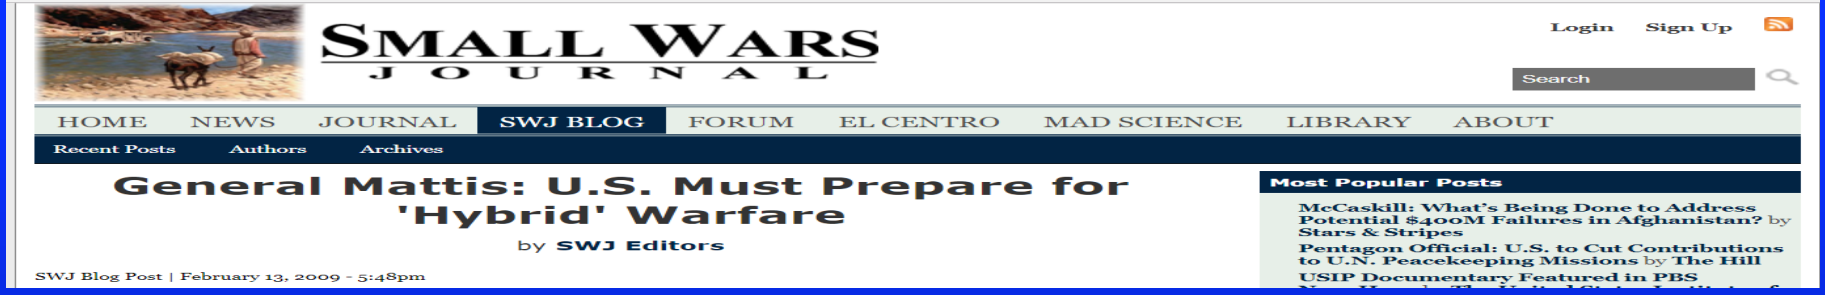 SMALL WARS
JOURNAL
Login Sign Up
Search
HOME NEWS JOURNAL SWJ BLOG FORUM EL CENTRO MAD SCIENCE LIBRARY ABOUT
Recent Posts Authors Archives
General Mattis: U.S. Must Prepare for
'Hybrid' Warfare
by SWJ Editors
SWJ Blog Post | February 13, 2009 - 5:48pm
Most Popular Posts
McCaskill: What's Being Done to Address
Potential $400M Failures in Afghanistan? by
Stars & Stripes
Pentagon Official: U.S. to Cut Contributions
to U.N. Peacekeeping Missions by The Hill
USIP Documentary Featured in PBS